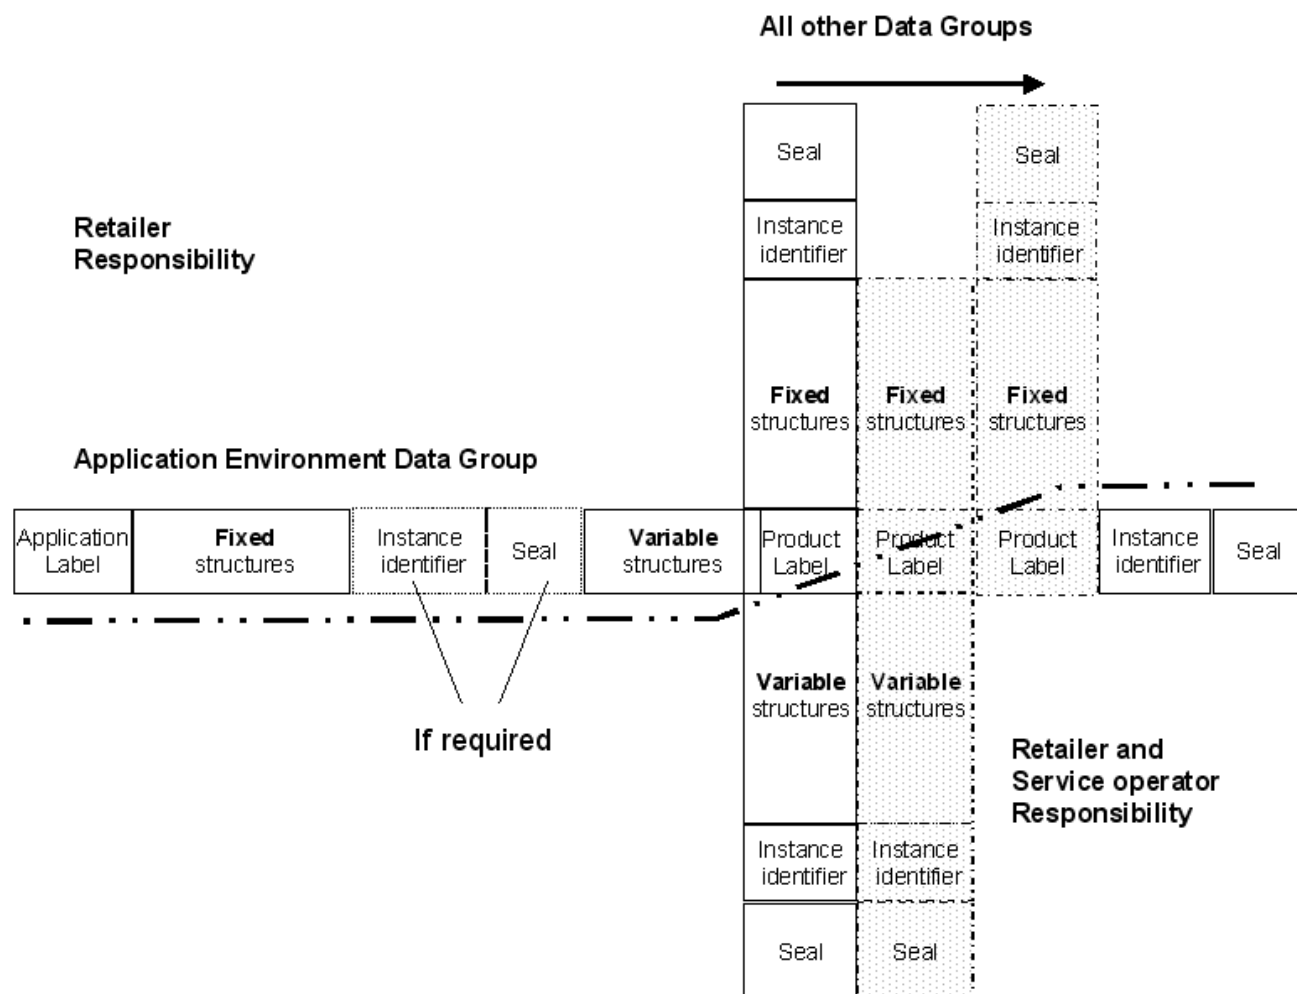 All other Data Groups
Seal
Seal
Retailer
Responsibility
Instance
identifier
Instance
identifier
Fixed
structures
Fixed
structures
Fixed
structures
Application Environment Data Group
Application
Label
Fixed
structures
Instance
identifier
Seal
Variable
structures
Product
Label
Product
Label
Product
Label
Instance
identifier
Seal
Variable
structures
Variable
structures
If required
Retailer and
Service operator
Responsibility
Instance
identifier
Instance
identifier
Seal
Seal